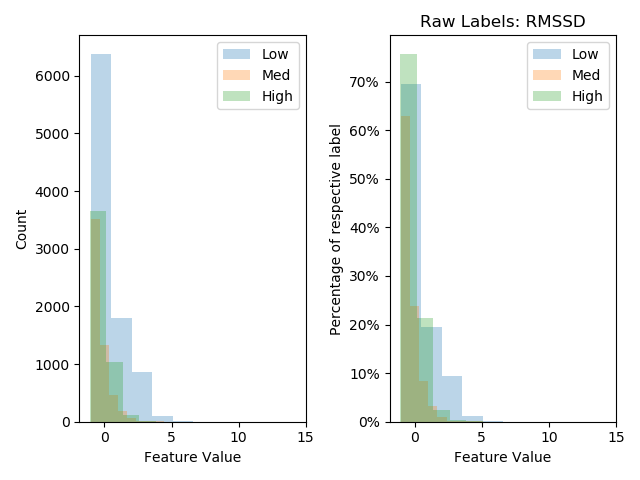 Raw Labels: RMSSD
Count
6000
5000
4000
3000
2000
1000
0
0
5
10
15
Feature Value
Low
Med
High
Percentage of respective label
70%
60%
50%
40%
30%
20%
10%
0%
0
5
10
15
Feature Value
Low
Med
High